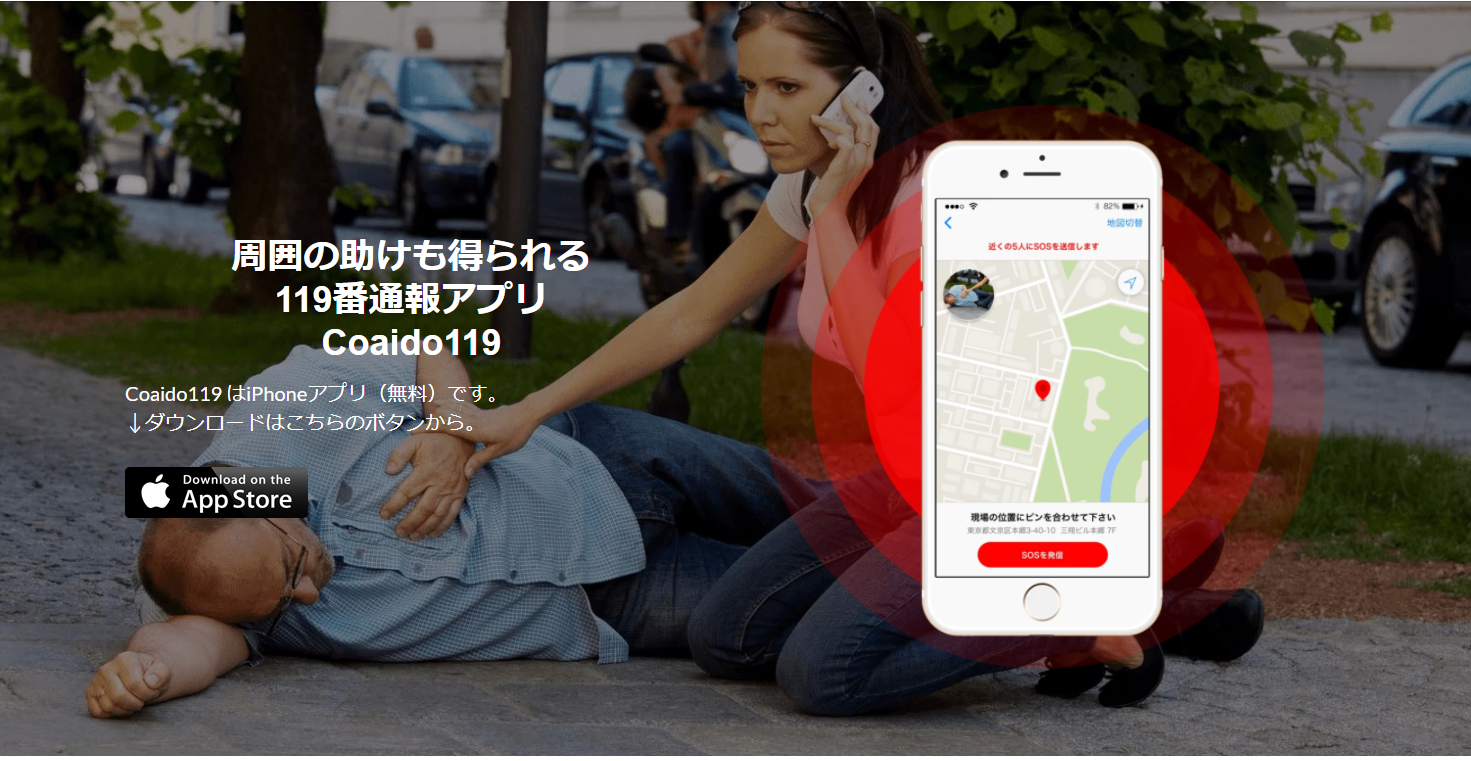 周囲の助けも得られる
119番通報アプリ
Coaido119
Coaido119 はiPhoneアプリ（無料）です。
↓ダウンロードはこちらのボタンから。
Download on the
App Store
82%
地図切替
近くの5人にSOSを送信します
現場の位置にピンを合わせて下さい
東京都文京区本郷3-40-10 三翔ビル本郷 7F
SOSを発信